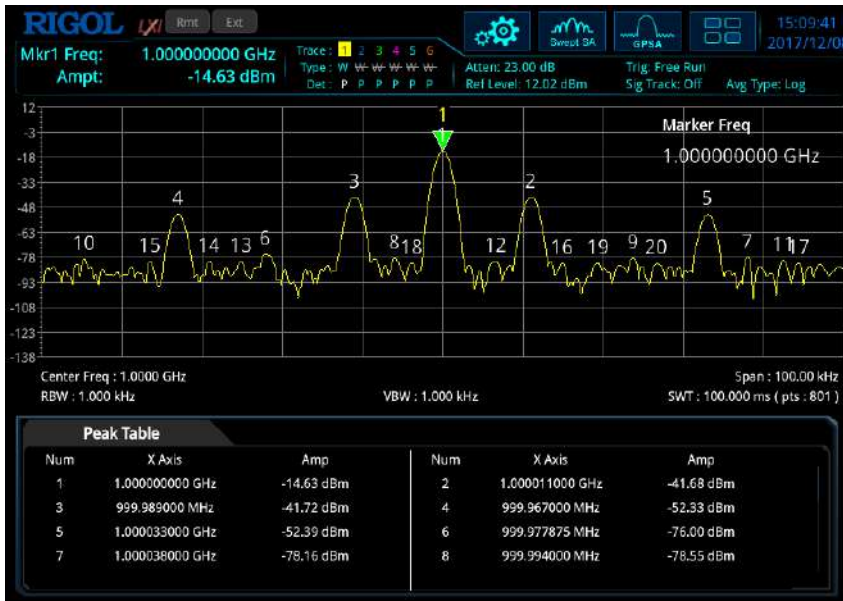 RIGOL LXI Rmt Ext Swept SA GPSA 15:09:41
2017/12/08
Mkr1 Freq: 1.000000000 GHz
Ampt: -14.63 dBm
Trace: 1 2 3 4 5 6
Type: W W W W W W
Det: P P P P P P
Atten: 23.00 dB
Ref Level: 12.02 dBm
Trig: Free Run
Sig Track: Off Avg Type: Log
12
-3
-18
-33
-48
-63
-78
-93
-108
-123
-138
Marker Freq
1.000000000 GHz
1
3 2
4 5
10 15 14 13 6 8 18 12 16 19 9 20 7 11 17
Center Freq : 1.0000 GHz Span : 100.00 kHz
RBW : 1.000 kHz VBW : 1.000 kHz SWT : 100.000 ms ( pts : 801 )
Peak Table
Num X Axis Amp Num X Axis Amp
1 1.000000000 GHz -14.63 dBm 2 1.000011000 GHz -41.68 dBm
3 999.989000 MHz -41.72 dBm 4 999.967000 MHz -52.33 dBm
5 1.000033000 GHz -52.39 dBm 6 999.977875 MHz -76.00 dBm
7 1.000038000 GHz -78.16 dBm 8 999.994000 MHz -78.55 dBm